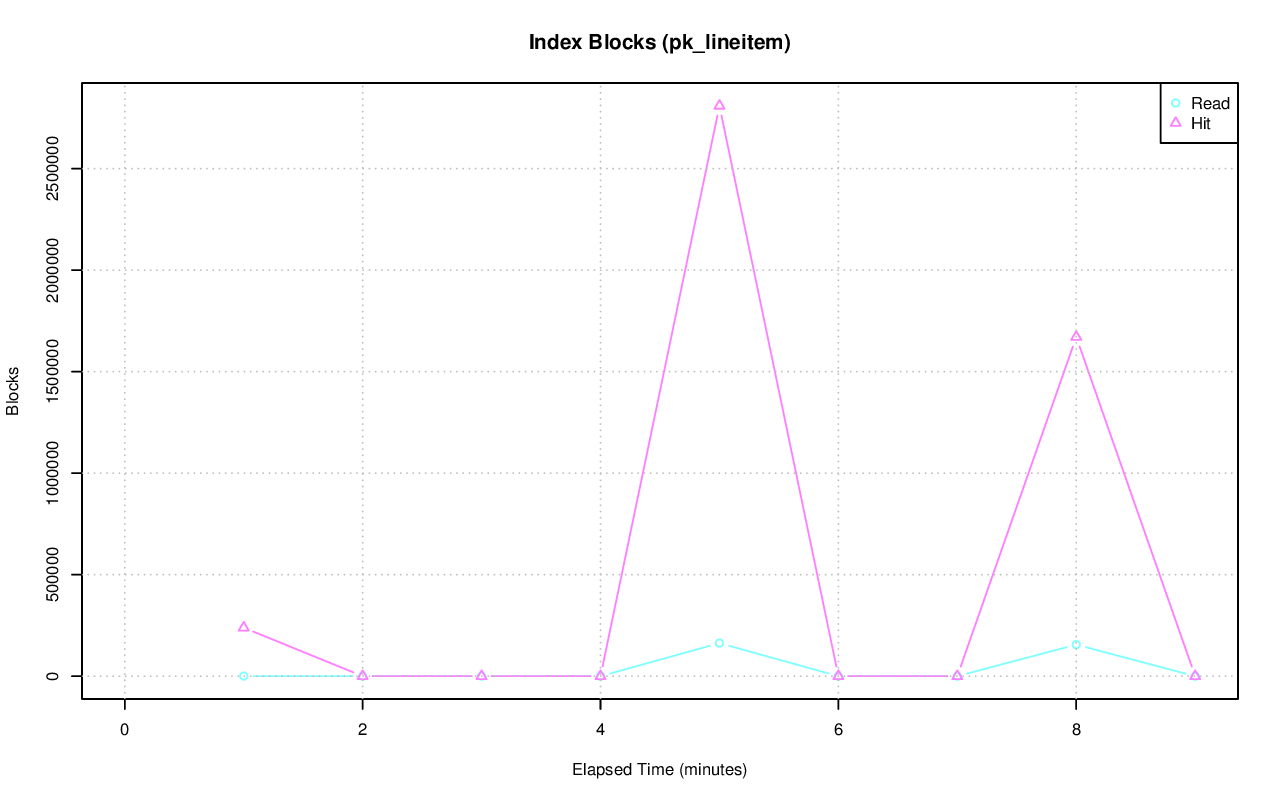 Index Blocks (pk_lineitem)
Read
Hit
2500000
2000000
1500000
1000000
500000
0
Blocks
0 2 4 6 8
Elapsed Time (minutes)